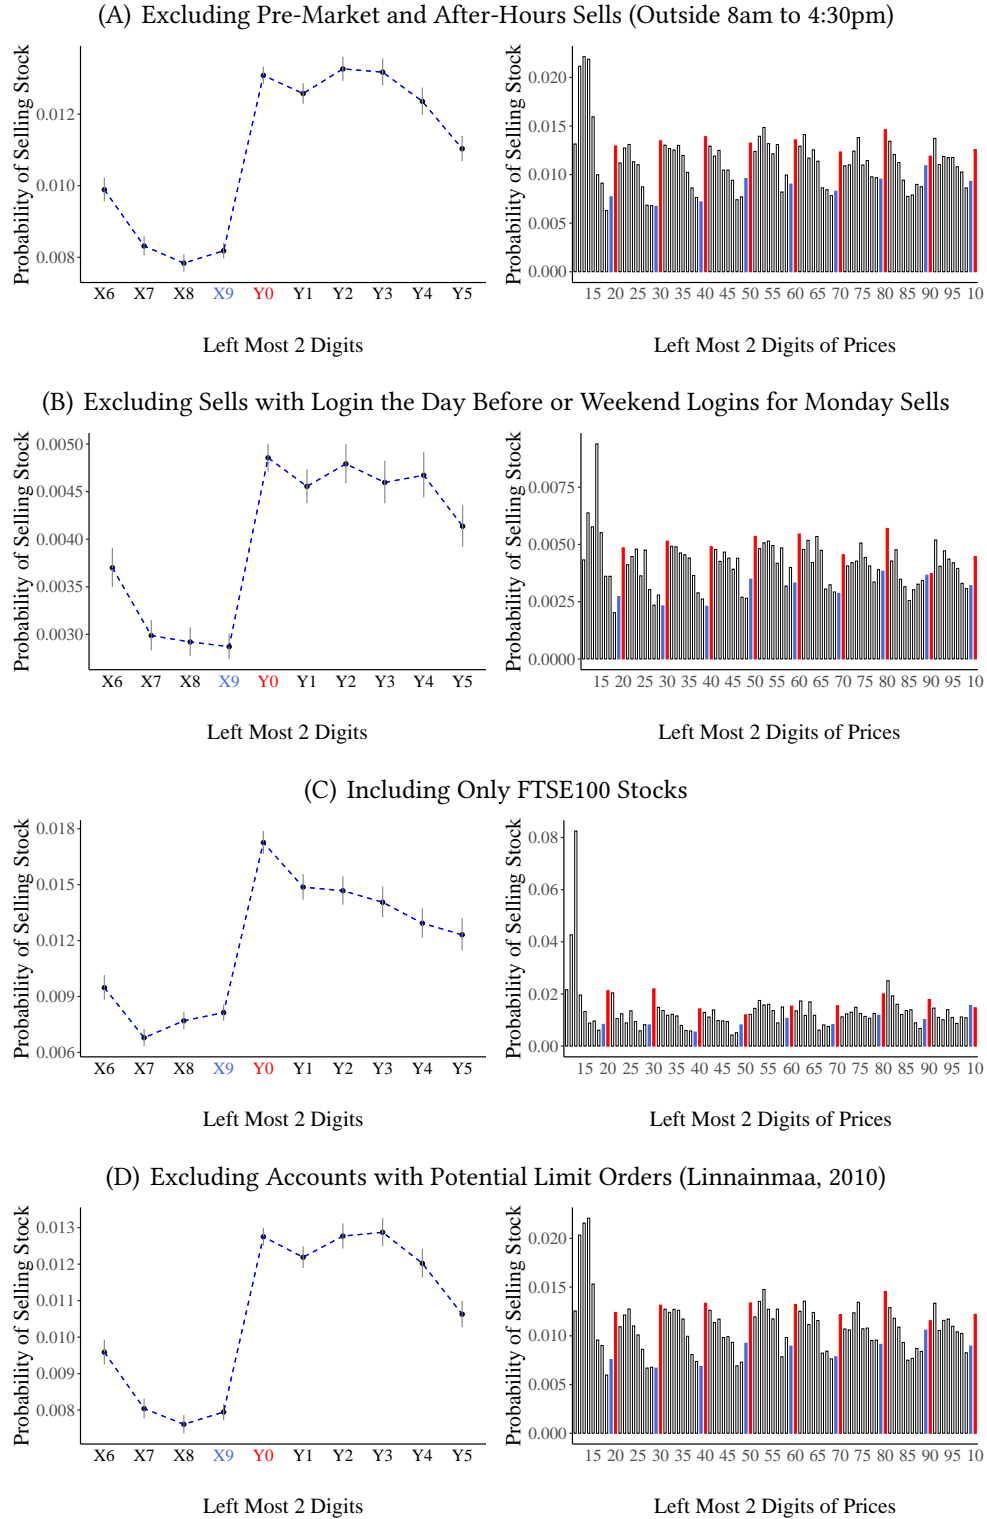 (A) Excluding Pre-Market and After-Hours Sells (Outside 8am to 4:30pm)
Probability of Selling Stock
0.012
0.010
0.008
X6 X7 X8 X9 Y0 Y1 Y2 Y3 Y4 Y5
Left Most 2 Digits
Probability of Selling Stock
0.020
0.015
0.010
0.005
0.000
15 20 25 30 35 40 45 50 55 60 65 70 75 80 85 90 95 10
Left Most 2 Digits of Prices
(B) Excluding Sells with Login the Day Before or Weekend Logins for Monday Sells
Probability of Selling Stock
0.0050
0.0045
0.0040
0.0035
0.0030
X6 X7 X8 X9 Y0 Y1 Y2 Y3 Y4 Y5
Left Most 2 Digits
Probability of Selling Stock
0.0075
0.0050
0.0025
0.0000
15 20 25 30 35 40 45 50 55 60 65 70 75 80 85 90 95 10
Left Most 2 Digits of Prices
(C) Including Only FTSE100 Stocks
Probability of Selling Stock
0.018
0.015
0.012
0.009
0.006
X6 X7 X8 X9 Y0 Y1 Y2 Y3 Y4 Y5
Left Most 2 Digits
Probability of Selling Stock
0.08
0.06
0.04
0.02
0.00
15 20 25 30 35 40 45 50 55 60 65 70 75 80 85 90 95 10
Left Most 2 Digits of Prices
(D) Excluding Accounts with Potential Limit Orders (Linnainmaa, 2010)
Probability of Selling Stock
0.013
0.012
0.011
0.010
0.009
0.008
X6 X7 X8 X9 Y0 Y1 Y2 Y3 Y4 Y5
Left Most 2 Digits
Probability of Selling Stock
0.020
0.015
0.010
0.005
0.000
15 20 25 30 35 40 45 50 55 60 65 70 75 80 85 90 95 10
Left Most 2 Digits of Prices